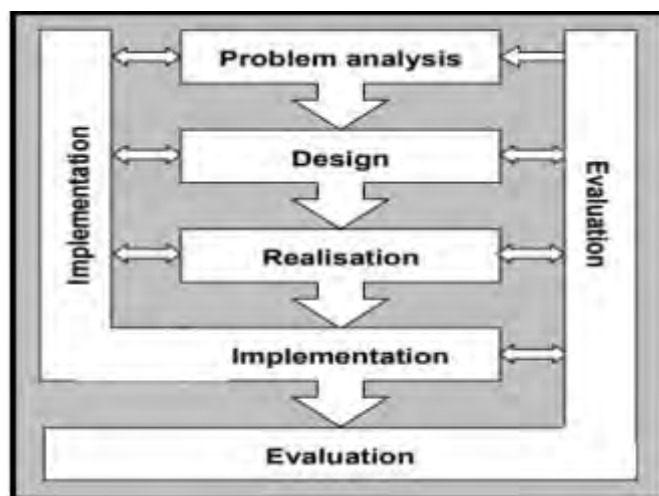 Problem analysis
Implementation
Design
Evaluation
Realisation
Implementation
Evaluation